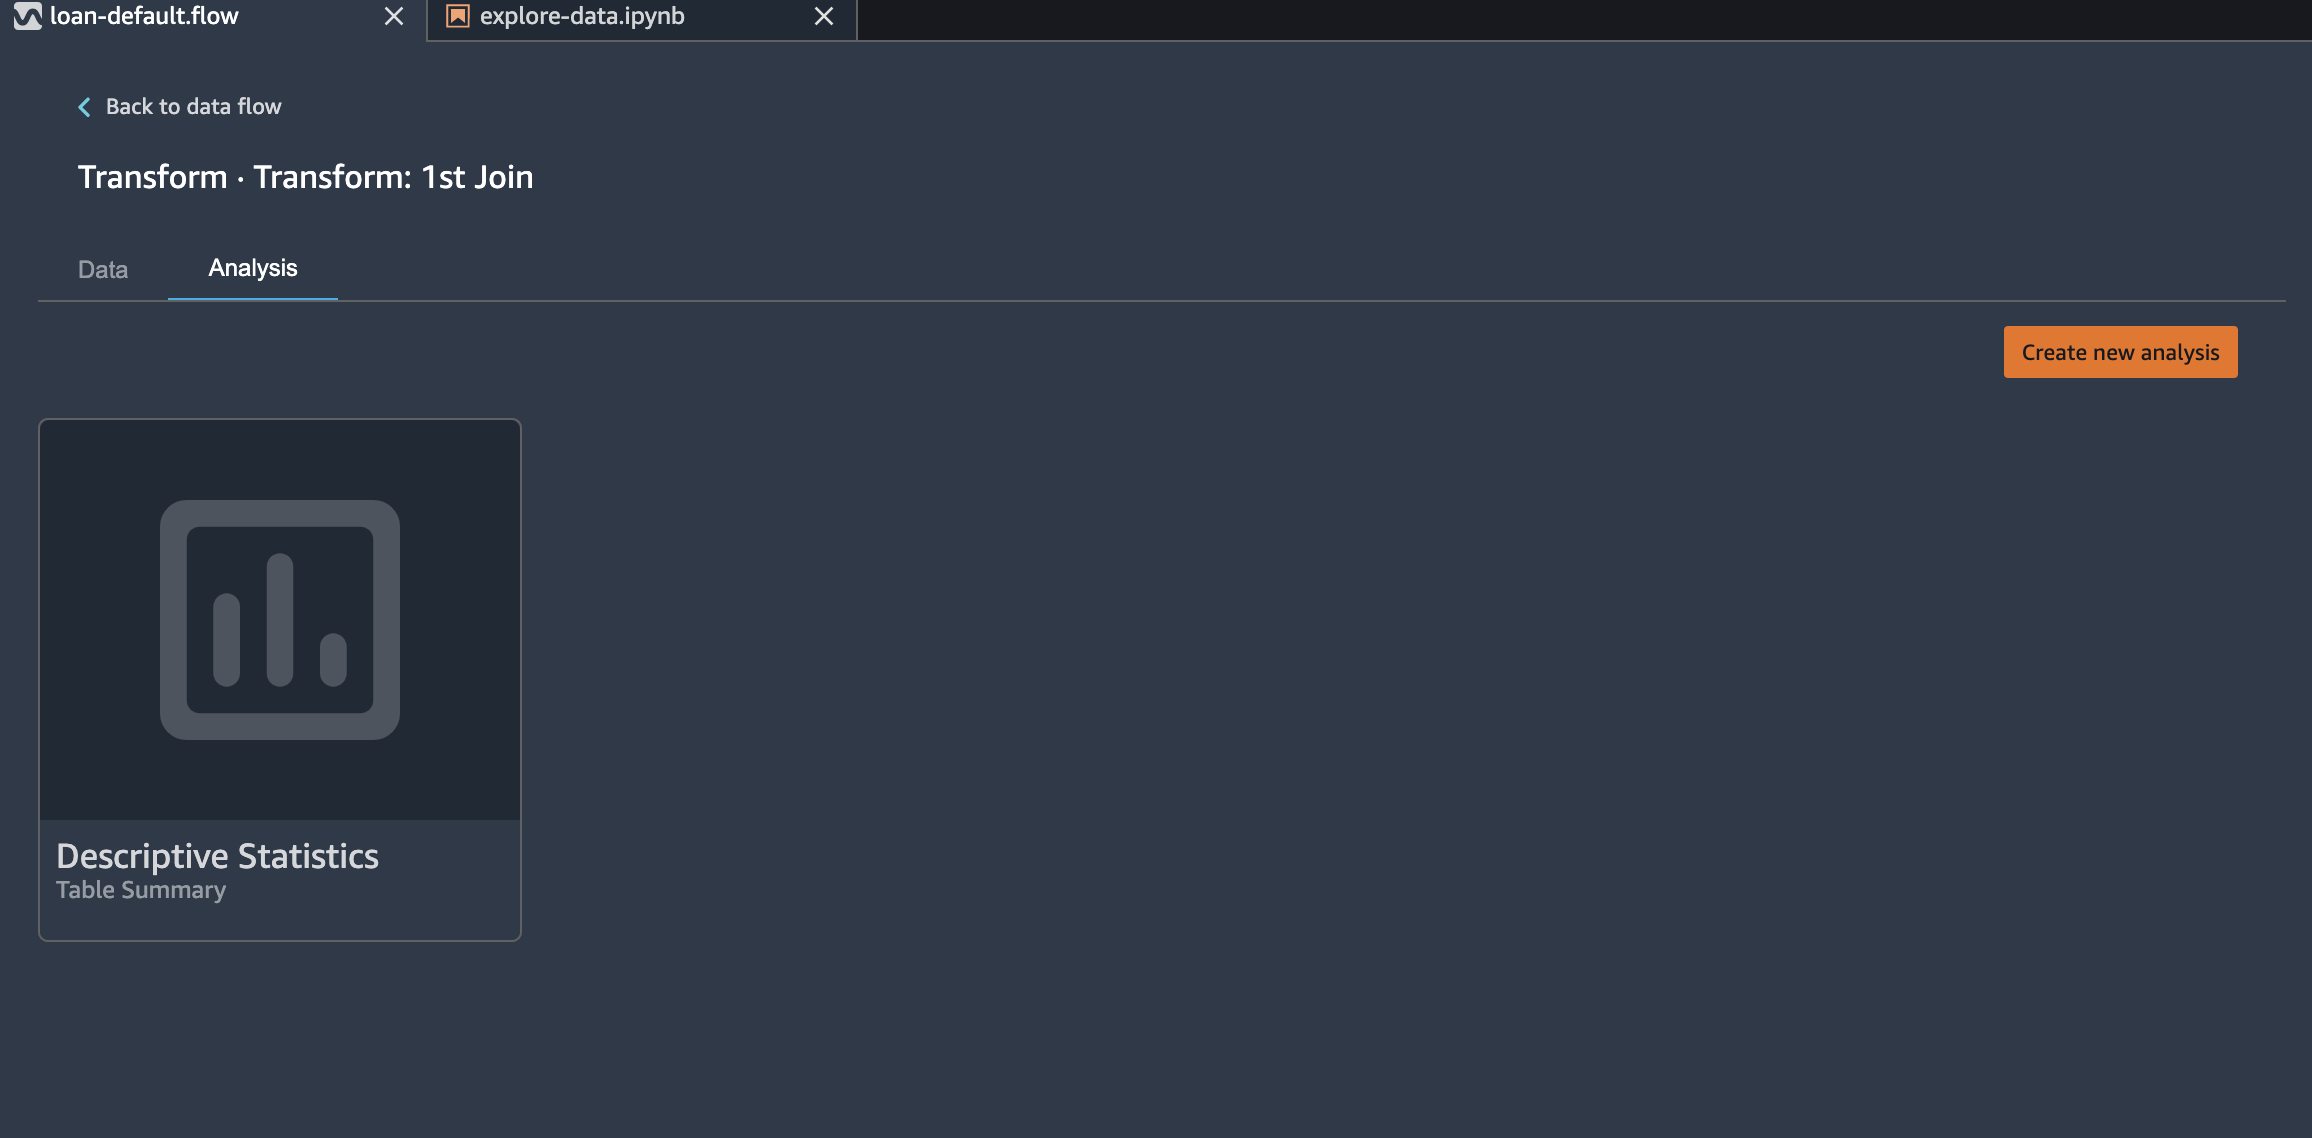 loan-default.flow
explore-data.ipynb
Back to data flow
Transform · Transform: 1st Join
Data
Analysis
Create new analysis
Descriptive Statistics
Table Summary